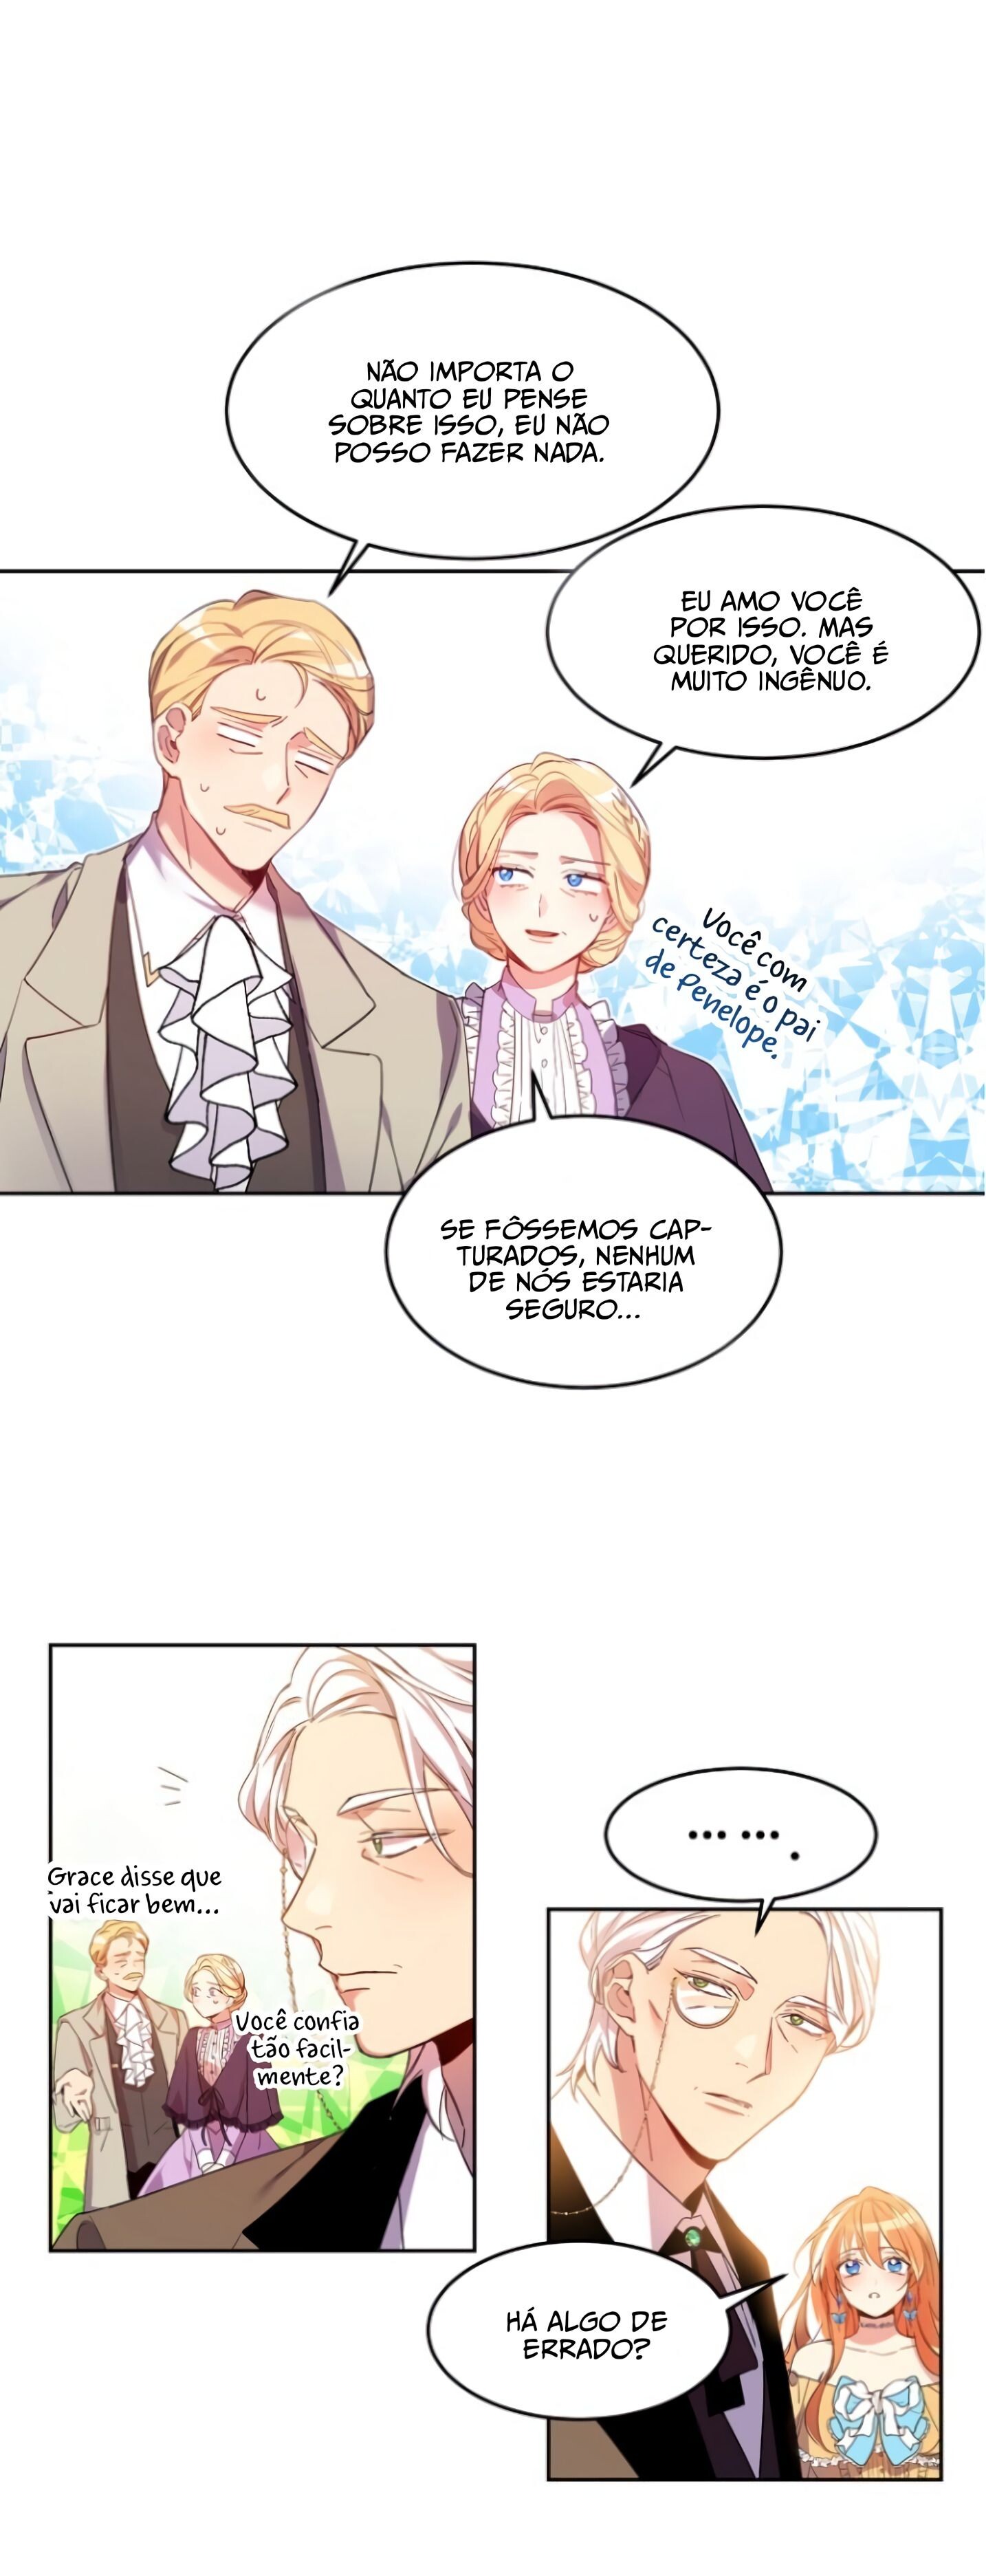 NÃO IMPORTA O
QUANTO EU PENSE
SOBRE ISSO, EU NÃO
POSSO FAZER NADA.
EU AMO VOCÊ
POR ISSO. MAS
QUERIDO, VOCÊ É
MUITO INGÊNUO.
Você com
certeza é o pai
de Penelope.
SE FÔSSEMOS CAP-
TURADOS, NENHUM
DE NÓS ESTARIA
SEGURO...
Grace disse que
vai ficar bem...
Você confia
tão facil-
mente?
... ... .
HÁ ALGO DE
ERRADO?